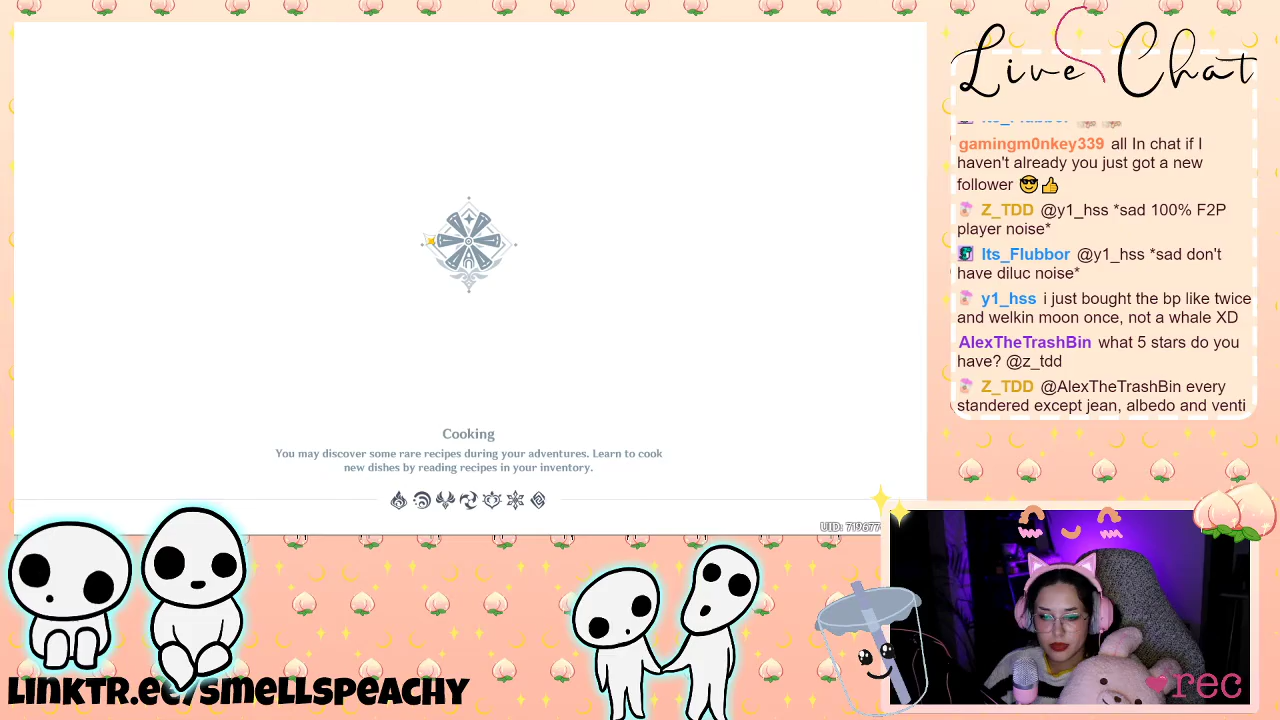 Live Chat
gamingm0nkey339 all In chat if I
haven't already you just got a new
follower
Z_TDD @y1_hss *sad 100% F2P
player noise*
Its_Flubbor @y1_hss *sad don't
have diluc noise*
y1_hss i just bought the bp like twice
and welkin moon once, not a whale XD
AlexTheTrashBin what 5 stars do you
have? @z_tdd
Z_TDD @AlexTheTrashBin every
standered except jean, albedo and venti
Cooking
You may discover some rare recipes during your adventures. Learn to cook
new dishes by reading recipes in your inventory.
UID:
rec
linktr.ee/smellspeachy